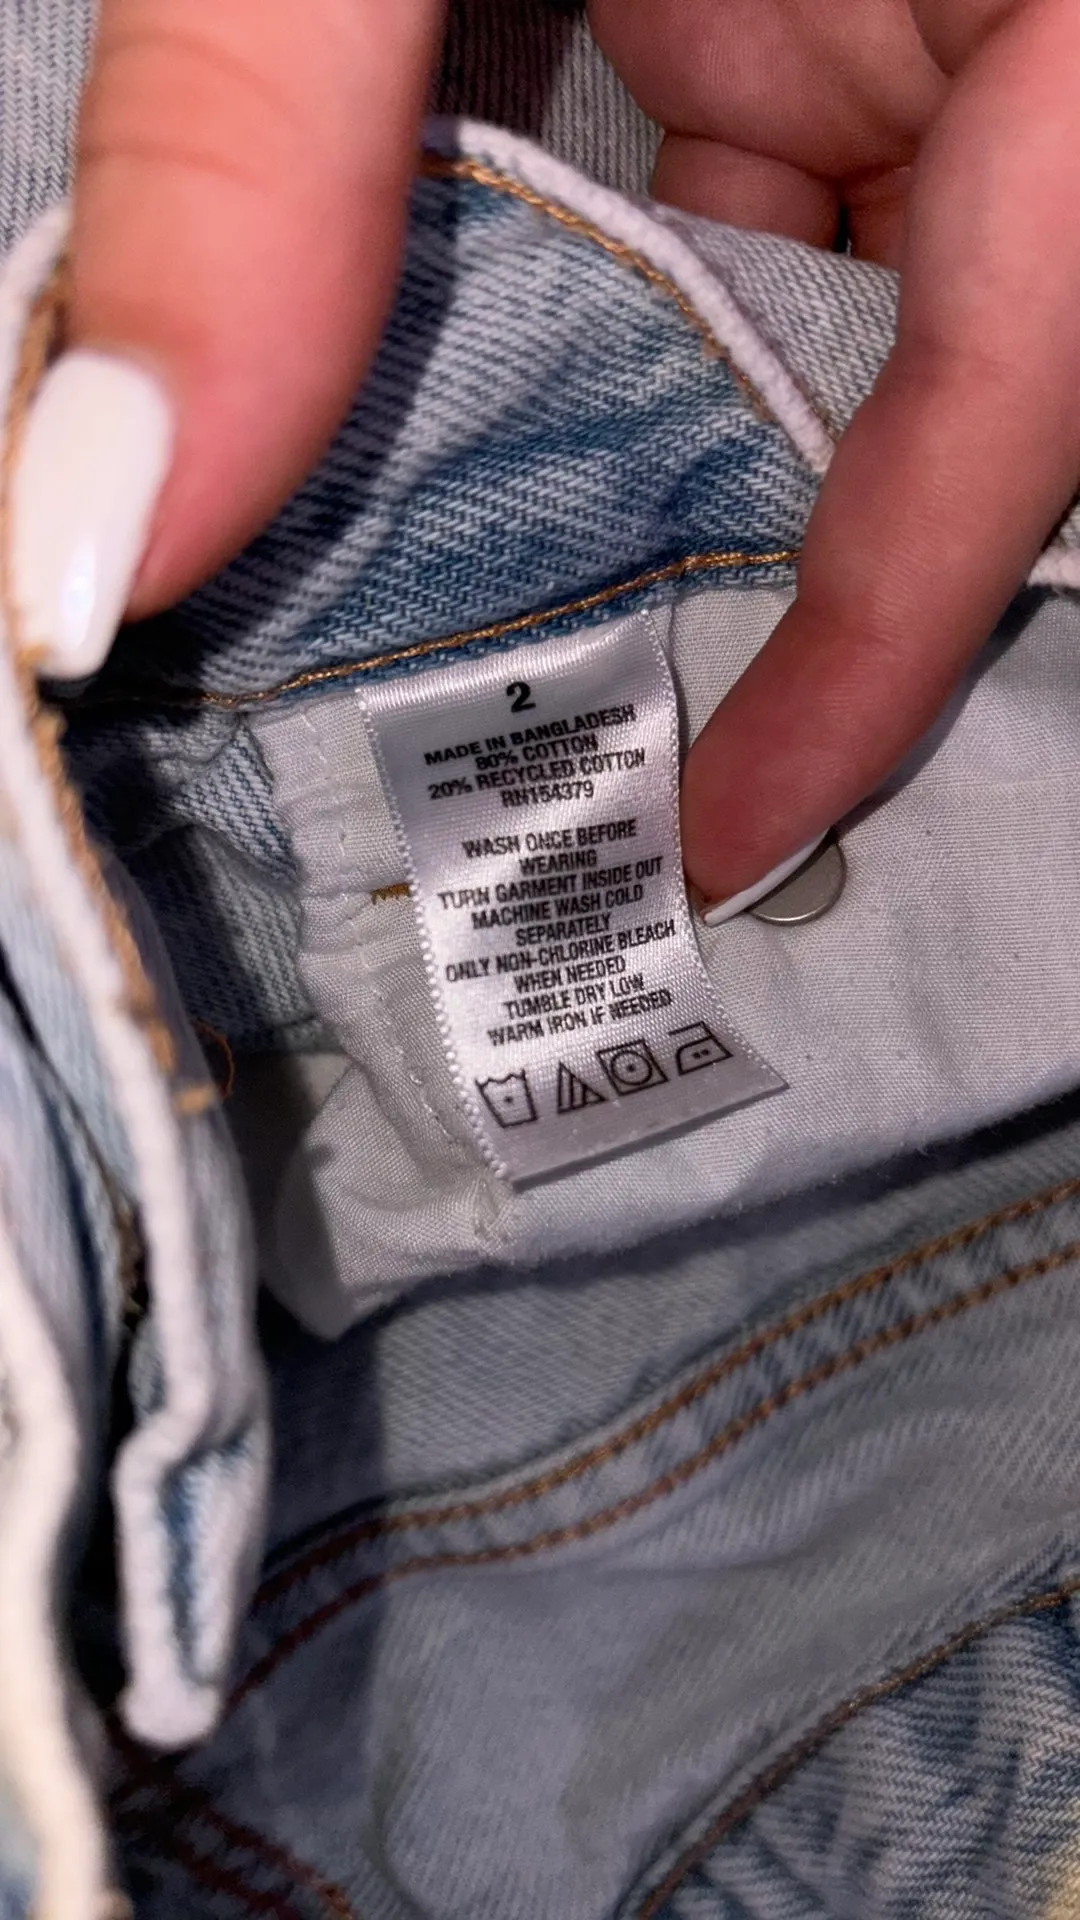 2
MADE IN BANGLADESH
80% COTTON
20% RECYCLED COTTON
RN154379
WASH ONCE BEFORE
WEARING
TURN GARMENT INSIDE OUT
MACHINE WASH COLD
SEPARATELY
ONLY NON-CHLORINE BLEACH
WHEN NEEDED
TUMBLE DRY LOW
WARM IRON IF NEEDED